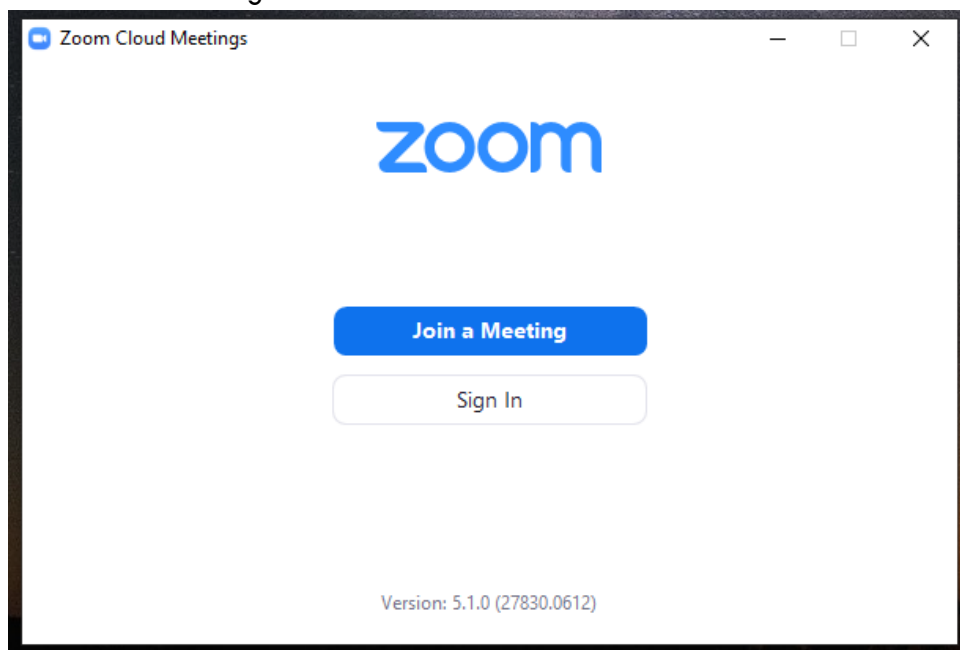 Zoom Cloud Meetings
zoom
Join a Meeting
Sign In
Version: 5.1.0 (27830.0612)